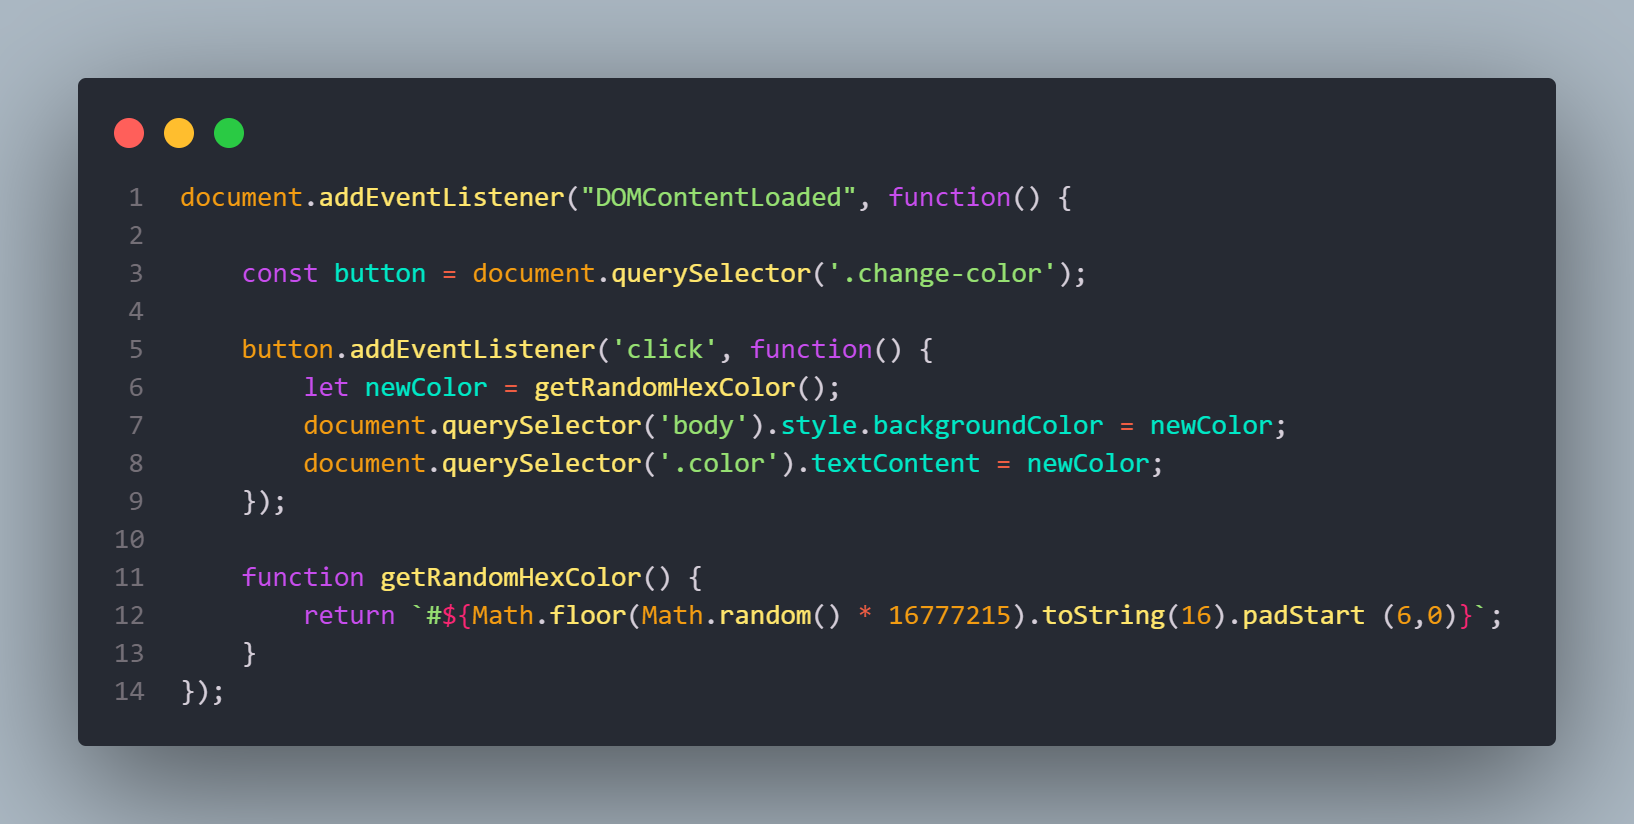 1 document.addEventListener("DOMContentLoaded", function() {
2
3     const button = document.querySelector('.change-color');
4
5     button.addEventListener('click', function() {
6         let newColor = getRandomHexColor();
7         document.querySelector('body').style.backgroundColor = newColor;
8         document.querySelector('.color').textContent = newColor;
9     });
10
11     function getRandomHexColor() {
12         return `#${Math.floor(Math.random() * 16777215).toString(16).padStart (6,0)}`;
13     }
14 });